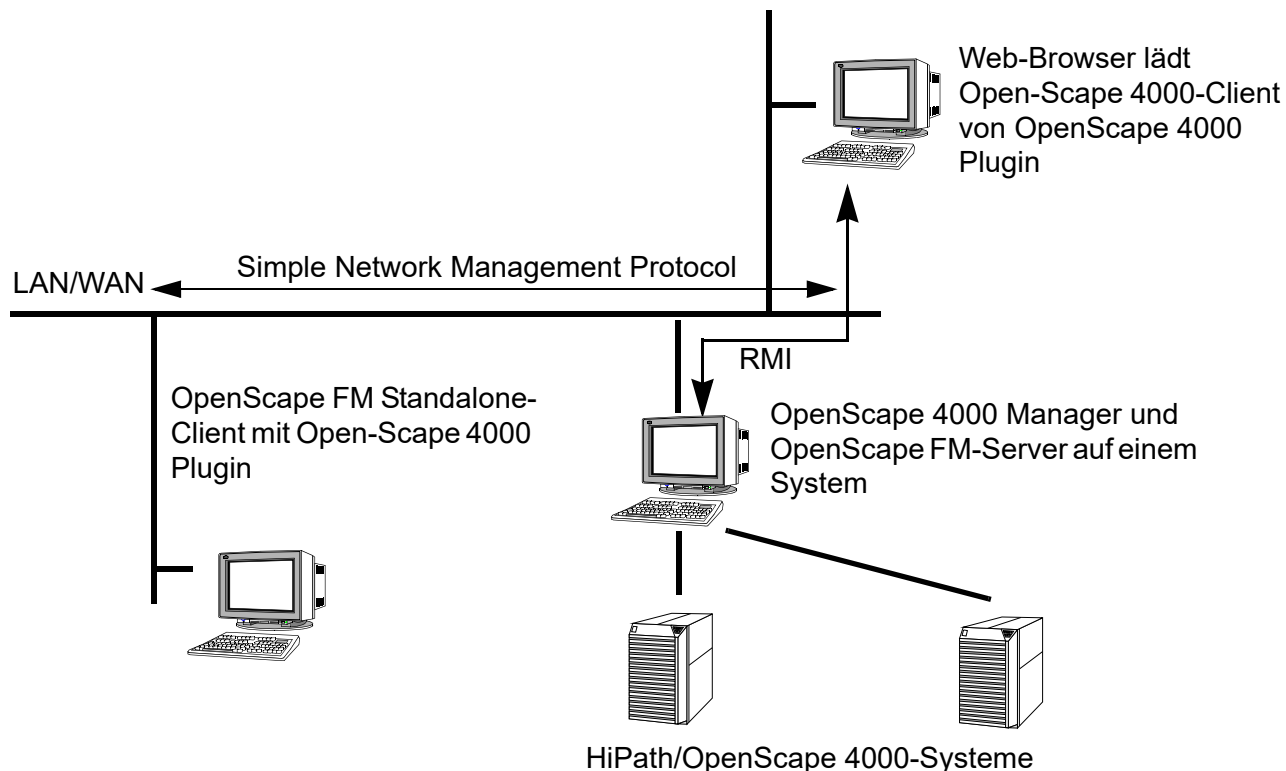 Web-Browser lädt
Open-Scape 4000-Client
von OpenScape 4000
Plugin
Simple Network Management Protocol
LAN/WAN
RMI
OpenScape FM Standalone-
Client mit Open-Scape 4000
Plugin
OpenScape 4000 Manager und
OpenScape FM-Server auf einem
System
HiPath/OpenScape 4000-Systeme